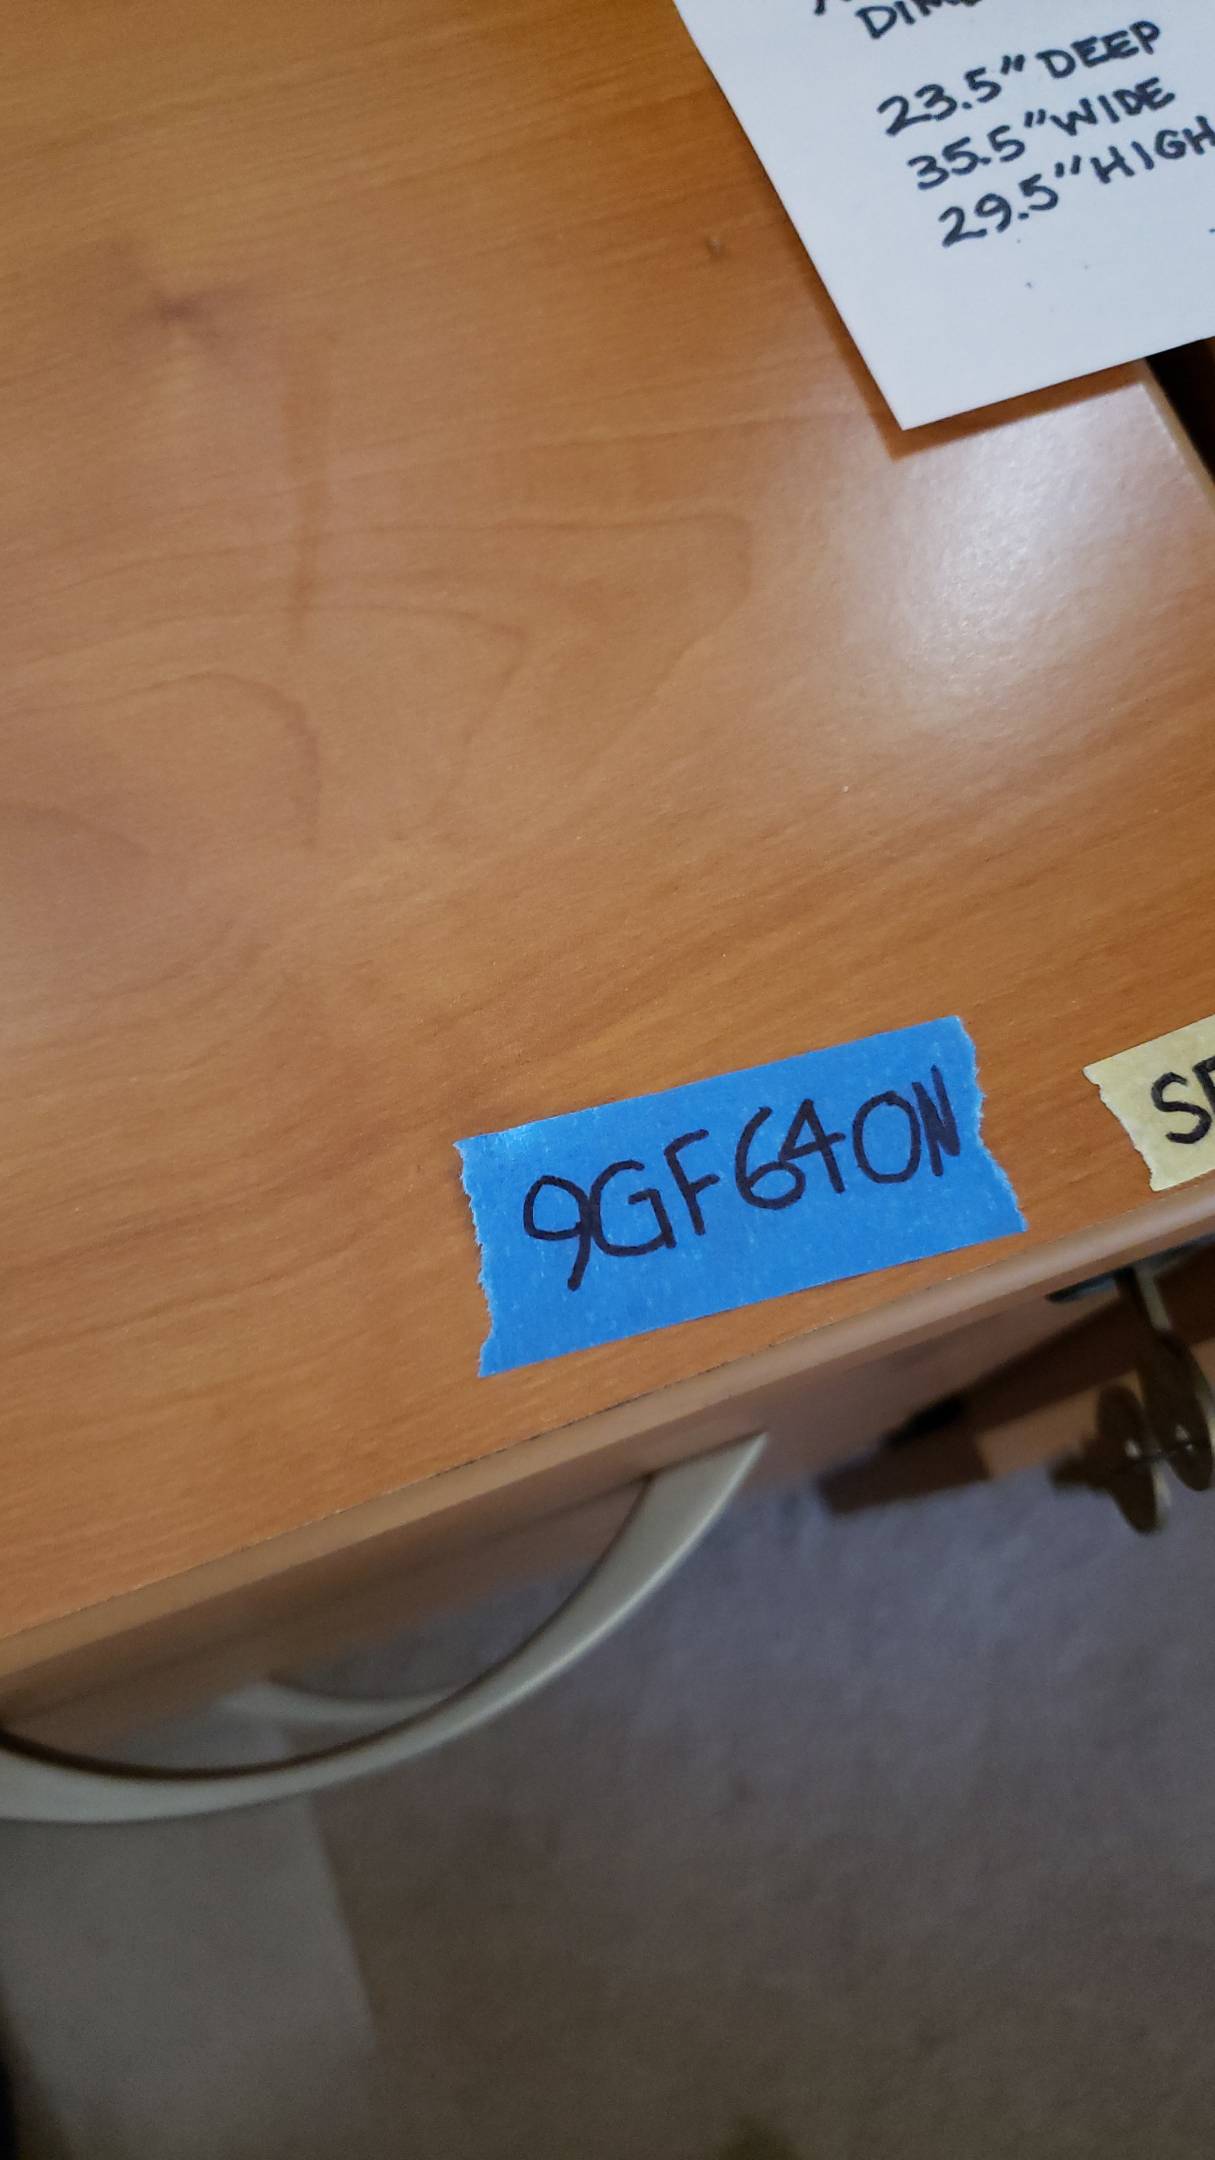 23.5" DEEP
35.5" WIDE
29.5" HIGH
9GF640N